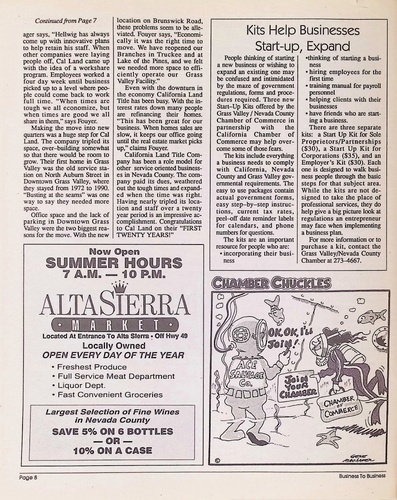 Continued from Page 7
ager says, "Hellwig has always
come up with innovative plans
to help retain his staff. When
other companies were laying
people off, Cal Land came up
with the idea of a workshare
program. Employees worked a
four day week until business
picked up to a level where peo-
ple could come back to work
full time. "When times are
tough we all economize, but
when times are good we all
share in them," says Fouyer.
Making the move into new
quarters was a huge step for Cal
Land. The company tripled its
space, over-building somewhat
so that there would be room to
grow. Their first home in Grass
Valley was the old service sta-
tion on North Auburn Street in
Downtown Grass Valley, where
they stayed from 1972 to 1990.
"Busting at the seams" was one
way to say they needed more
space.
Office space and the lack of
parking in Downtown Grass
Valley were the two biggest rea-
sons for the move. With the new
location on Brunswick Road,
these problems seem to be alle-
viated. Fouyer says, "Economi-
cally it was the right time to
move. We have reopened our
Branches in Truckee and at
Lake of the Pines, and we felt
we needed more space to effi-
ciently operate our Grass
Valley Facility."
Even with the downturn in
the economy California Land
Title has been busy. With the in-
terest rates down many people
are refinancing their homes.
"This has been great for our
business. When homes sales are
slow, it keeps our office going
until the real estate market picks
up," claims Fouyer.
California Land Title Com-
pany has been a role model for
other service oriented business-
es in Nevada County. The com-
pany paid its dues, weathered
out the tough times and expand-
ed when the time was right.
Having nearly tripled its loca-
tion and staff over a twenty
year period is an impressive ac-
complishment. Congratulations
to Cal Land on their "FIRST
TWENTY YEARS!"
Kits Help Businesses
Start-up, Expand
People thinking of starting
a new business or wishing to
expand an existing one may
be confused and intimidated
by the maze of government
regulations, forms and proce-
dures required. Three new
Start-Up Kits offered by the
Grass Valley / Nevada County
Chamber of Commerce in
partnership with the
California Chamber of
Commerce may help over-
come some of those fears.
The kits include everything
a business needs to comply
with California, Nevada
County and Grass Valley gov-
ernmental requirements. The
easy to use packages contain
actual government forms,
easy step-by-step instruc-
tions, current tax rates,
peel-off date reminder labels
for calendars, and phone
numbers for questions.
The kits are an important
resource for people who are:
• incorporating their busi-
ness
•thinking of starting a busi-
ness
• hiring employees for the
first time
• training manual for payroll
personnel
• helping clients with their
businesses
• have friends who are start-
ing a business.
There are three separate
kits: a Start Up Kit for Sole
Proprietors/Partnerships
($30), a Start Up Kit for
Corporations ($35), and an
Employer's Kit ($30). Each
one is designed to walk busi-
ness people through the basic
steps for that subject area.
While the kits are not de-
signed to take the place of
professional services, they do
help give a big picture look at
regulations an entrepreneur
may face when implementing
a business plan.
For more information or to
purchase a kit, contact the
Grass Valley/Nevada County
Chamber at 273-4667.
Now Open
SUMMER HOURS
7 A.M. — 10 P.M.
ALTA SIERRA
• MARKET •
Located At Entrance To Alta Sierra - Off Hwy 49
Locally Owned
OPEN EVERY DAY OF THE YEAR
• Freshest Produce
• Full Service Meat Department
• Liquor Dept.
• Fast Convenient Groceries
Largest Selection of Fine Wines
in Nevada County
SAVE 5% ON 6 BOTTLES
— OR —
10% ON A CASE
CHAMBER CHUCKLES
OK, OK, I'LL
JOIN!
ACE
SALVAGE
CO.
JOIN
YOUR
CHAMBER
CHAMBER
OF
COMMERCE
Page 8
Business To Business